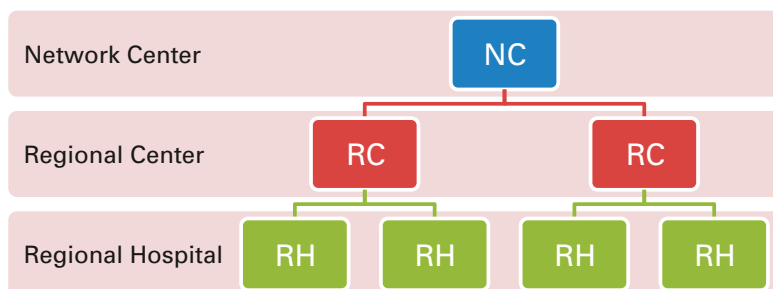 Network Center NC
Regional Center RC RC
Regional Hospital RH RH RH RH